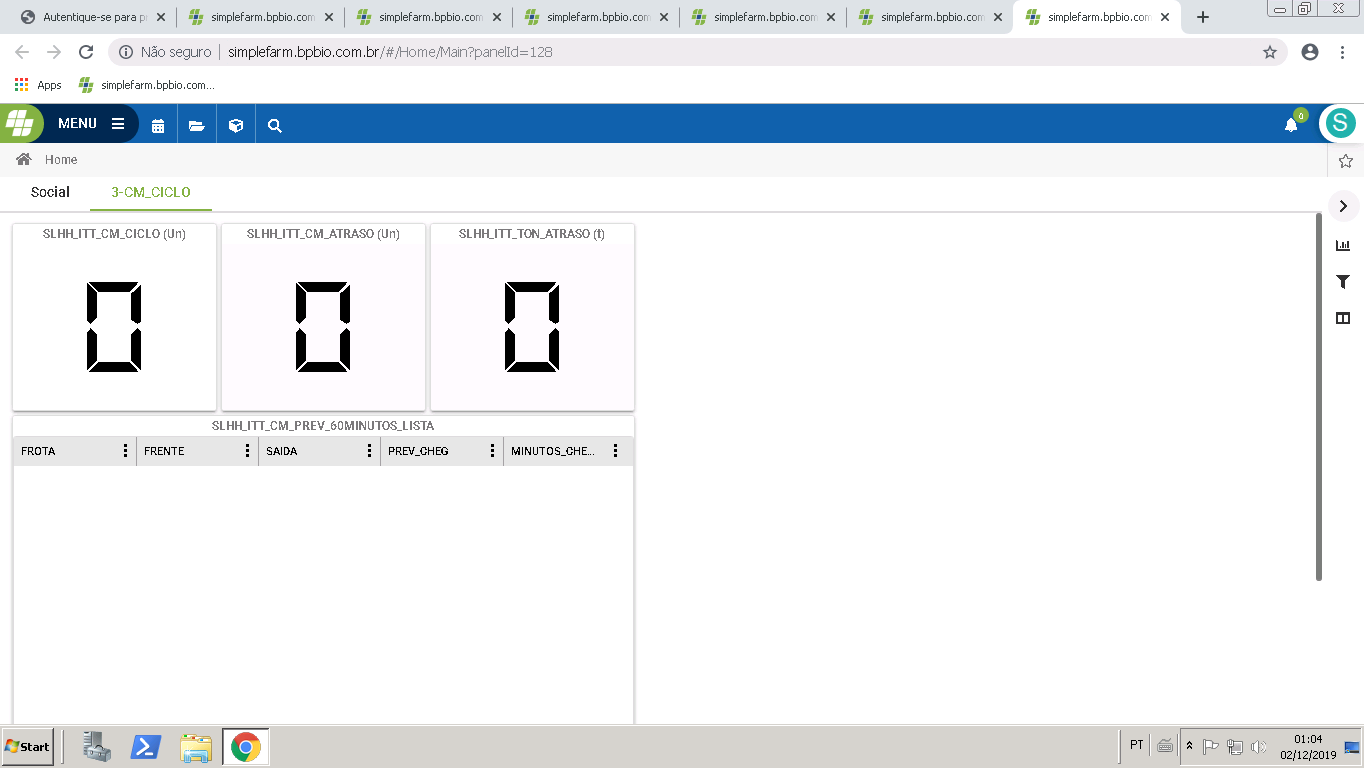 Autentique-se para p
simplefarm.bpbio.com
simplefarm.bpbio.com
simplefarm.bpbio.com
simplefarm.bpbio.com
simplefarm.bpbio.com
simplefarm.bpbio.com
Não seguro | simplefarm.bpbio.com.br/#/Home/Main?panelId=128
Apps simplefarm.bpbio.com...
MENU
0
S
Home
Social 3-CM_CICLO
SLHH_ITT_CM_CICLO (Un) SLHH_ITT_CM_ATRASO (Un) SLHH_ITT_TON_ATRASO (t)
0 0 0
SLHH_ITT_CM_PREV_60MINUTOS_LISTA
FROTA FRENTE SAIDA PREV_CHEG MINUTOS_CHE...
Start
PT
01:04
02/12/2019